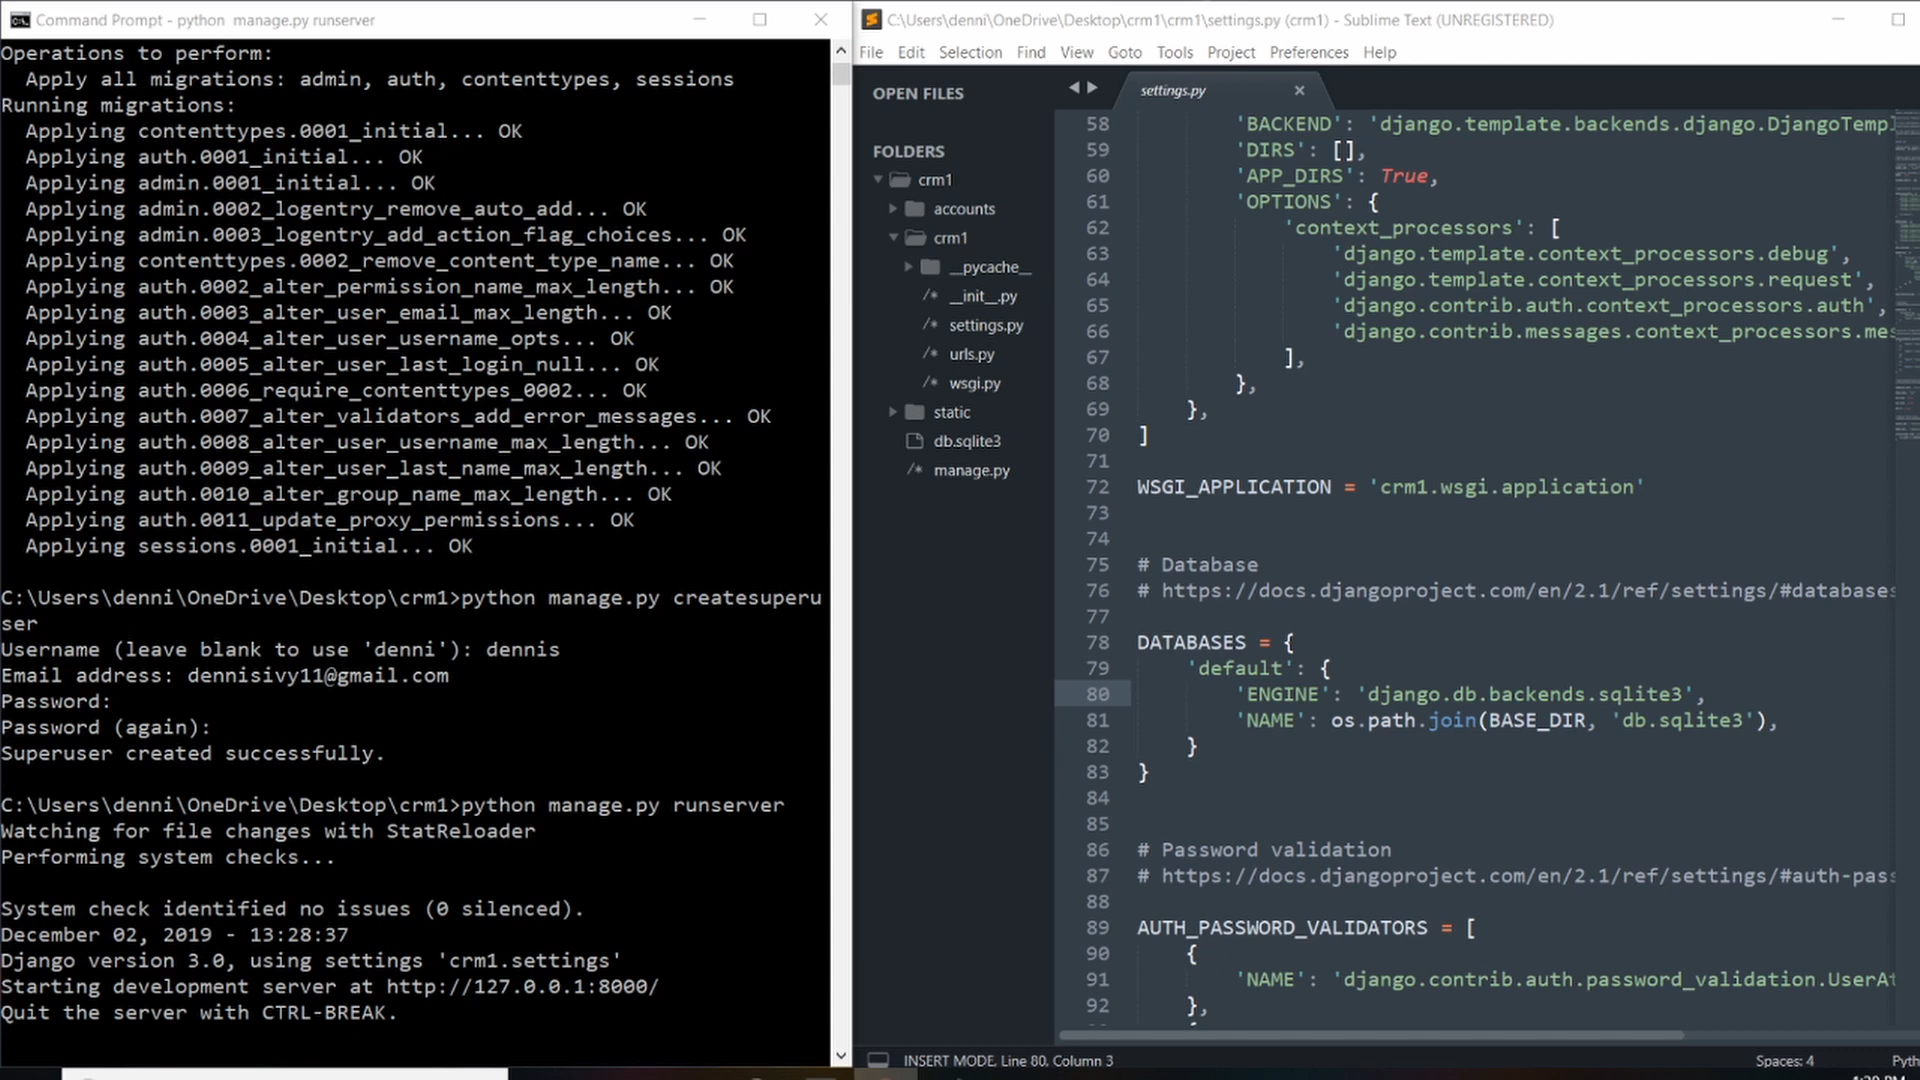 Command Prompt - python  manage.py runserver
Operations to perform:
  Apply all migrations: admin, auth, contenttypes, sessions
Running migrations:
  Applying contenttypes.0001_initial... OK
  Applying auth.0001_initial... OK
  Applying admin.0001_initial... OK
  Applying admin.0002_logentry_remove_auto_add... OK
  Applying admin.0003_logentry_add_action_flag_choices... OK
  Applying contenttypes.0002_remove_content_type_name... OK
  Applying auth.0002_alter_permission_name_max_length... OK
  Applying auth.0003_alter_user_email_max_length... OK
  Applying auth.0004_alter_user_username_opts... OK
  Applying auth.0005_alter_user_last_login_null... OK
  Applying auth.0006_require_contenttypes_0002... OK
  Applying auth.0007_alter_validators_add_error_messages... OK
  Applying auth.0008_alter_user_username_max_length... OK
  Applying auth.0009_alter_user_last_name_max_length... OK
  Applying auth.0010_alter_group_name_max_length... OK
  Applying auth.0011_update_proxy_permissions... OK
  Applying sessions.0001_initial... OK
C:\Users\denni\OneDrive\Desktop\crm1>python manage.py createsuperu
ser
Username (leave blank to use 'denni'): dennis
Email address: dennisivy11@gmail.com
Password:
Password (again):
Superuser created successfully.
C:\Users\denni\OneDrive\Desktop\crm1>python manage.py runserver
Watching for file changes with StatReloader
Performing system checks...
System check identified no issues (0 silenced).
December 02, 2019 - 13:28:37
Django version 3.0, using settings 'crm1.settings'
Starting development server at http://127.0.0.1:8000/
Quit the server with CTRL-BREAK.
C:\Users\denni\OneDrive\Desktop\crm1\crm1\settings.py (crm1) - Sublime Text (UNREGISTERED)
File Edit Selection Find View Goto Tools Project Preferences Help
OPEN FILES
FOLDERS
crm1
accounts
crm1
__pycache__
/* __init__.py
/* settings.py
/* urls.py
/* wsgi.py
static
db.sqlite3
/* manage.py
settings.py
58         'BACKEND': 'django.template.backends.django.DjangoTempl
59         'DIRS': [],
60         'APP_DIRS': True,
61         'OPTIONS': {
62             'context_processors': [
63                 'django.template.context_processors.debug',
64                 'django.template.context_processors.request',
65                 'django.contrib.auth.context_processors.auth',
66                 'django.contrib.messages.context_processors.mes
67             ],
68         },
69     },
70 ]
71
72 WSGI_APPLICATION = 'crm1.wsgi.application'
73
74
75 # Database
76 # https://docs.djangoproject.com/en/2.1/ref/settings/#databases
77
78 DATABASES = {
79     'default': {
80         'ENGINE': 'django.db.backends.sqlite3',
81         'NAME': os.path.join(BASE_DIR, 'db.sqlite3'),
82     }
83 }
84
85
86 # Password validation
87 # https://docs.djangoproject.com/en/2.1/ref/settings/#auth-pass
88
89 AUTH_PASSWORD_VALIDATORS = [
90     {
91         'NAME': 'django.contrib.auth.password_validation.UserAt
92     },
INSERT MODE, Line 80, Column 3
Spaces: 4
Pyth